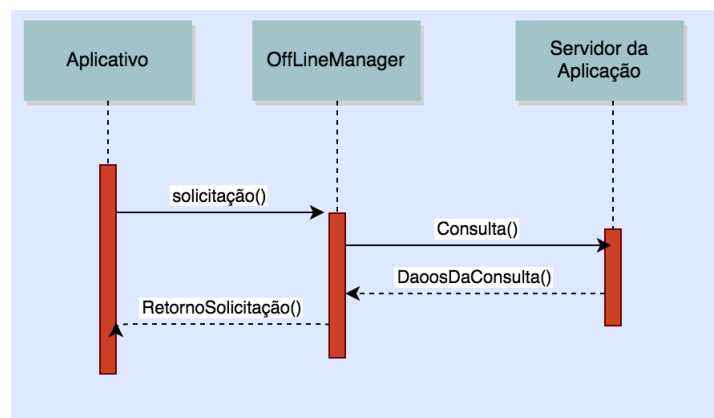 Aplicativo
OffLineManager
Servidor da
Aplicação
solicitação()
Consulta()
DaoosDaConsulta()
RetornoSolicitação()